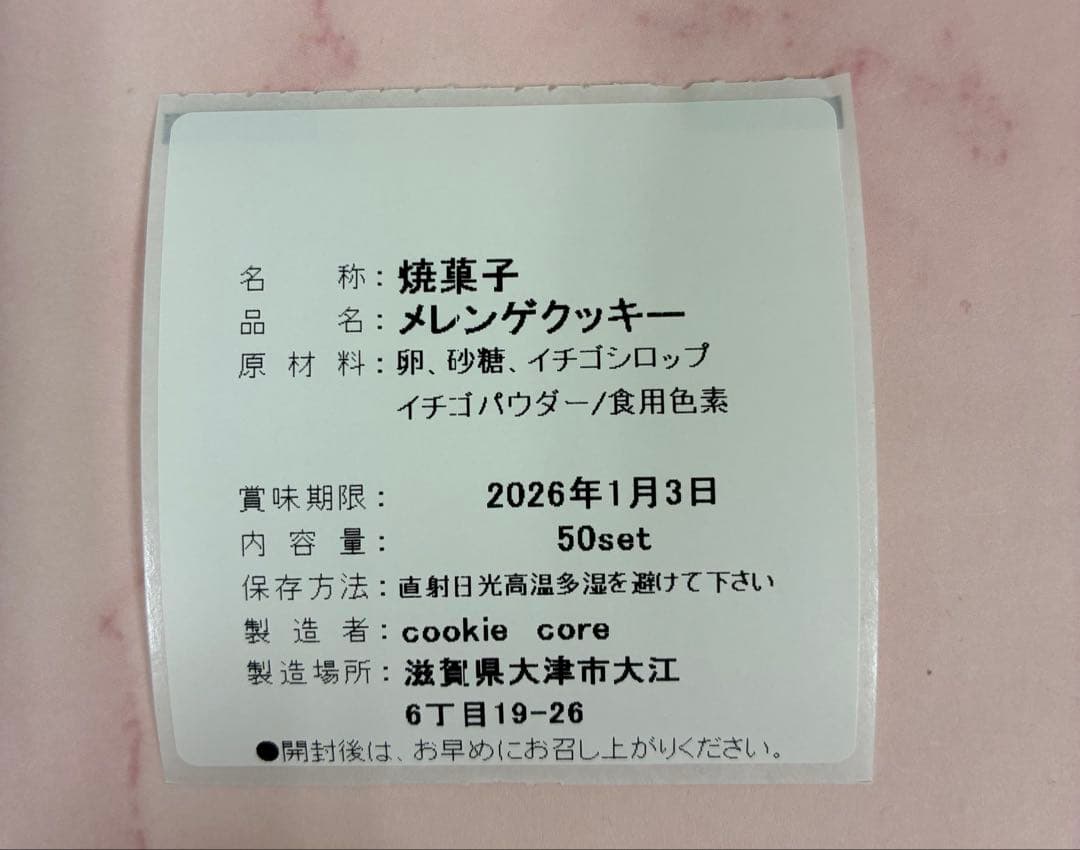 名称：焼菓子
品名：メレンゲクッキー
原材料：卵、砂糖、イチゴシロップ
イチゴパウダー/食用色素
賞味期限：2026年1月3日
内容量：50set
保存方法：直射日光高温多湿を避けて下さい
製造者：cookie core
製造場所：滋賀県大津市大江
6丁目19-26
●開封後は、お早めにお召し上がりください。